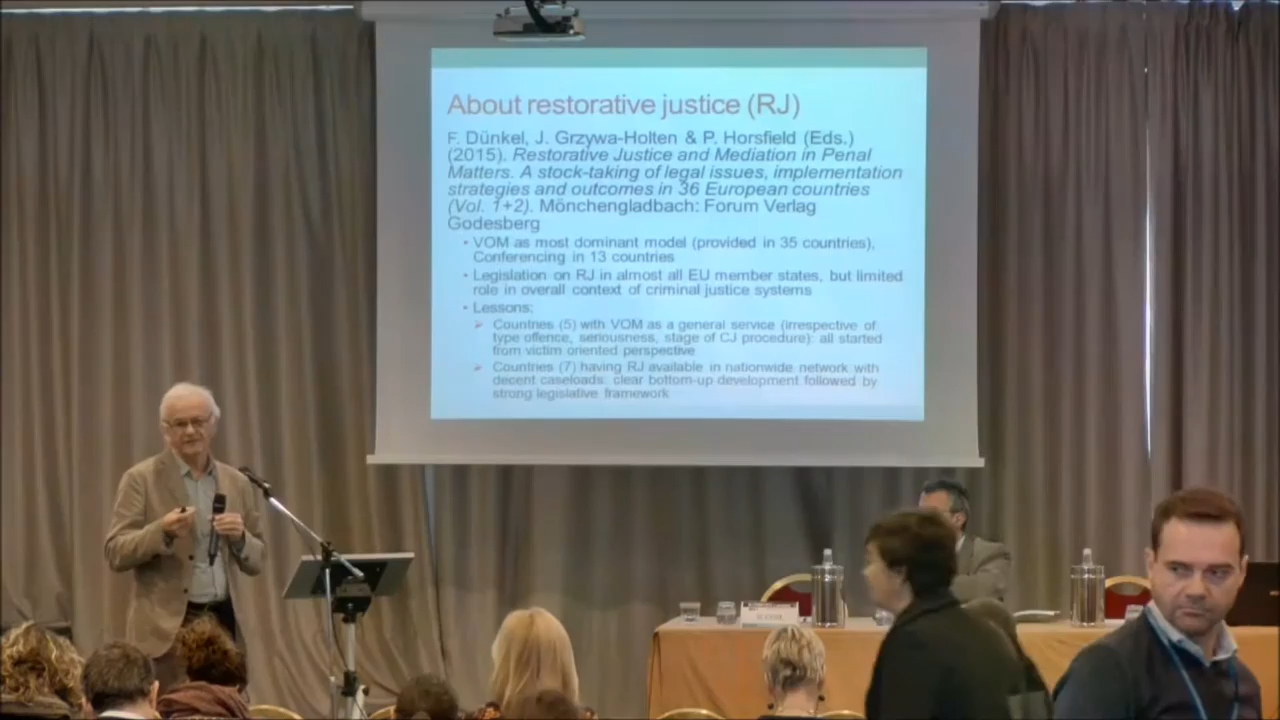 About restorative justice (RJ)
F. Dünkel, J. Grzywa-Holten & P. Horsfield (Eds.)
(2015). Restorative Justice and Mediation in Penal
Matters. A stock-taking of legal issues, implementation
strategies and outcomes in 36 European countries
(Vol. 1+2). Mönchengladbach: Forum Verlag
Godesberg
• VOM as most dominant model (provided in 35 countries),
Conferencing in 13 countries
• Legislation on RJ in almost all EU member states, but limited
role in overall context of criminal justice systems
• Lessons:
➢ Countries (5) with VOM as a general service (irrespective of
type offence, seriousness, stage of CJ procedure): all started
from victim oriented perspective
➢ Countries (7) having RJ available in nationwide network with
decent caseloads: clear bottom-up development followed by
strong legislative framework